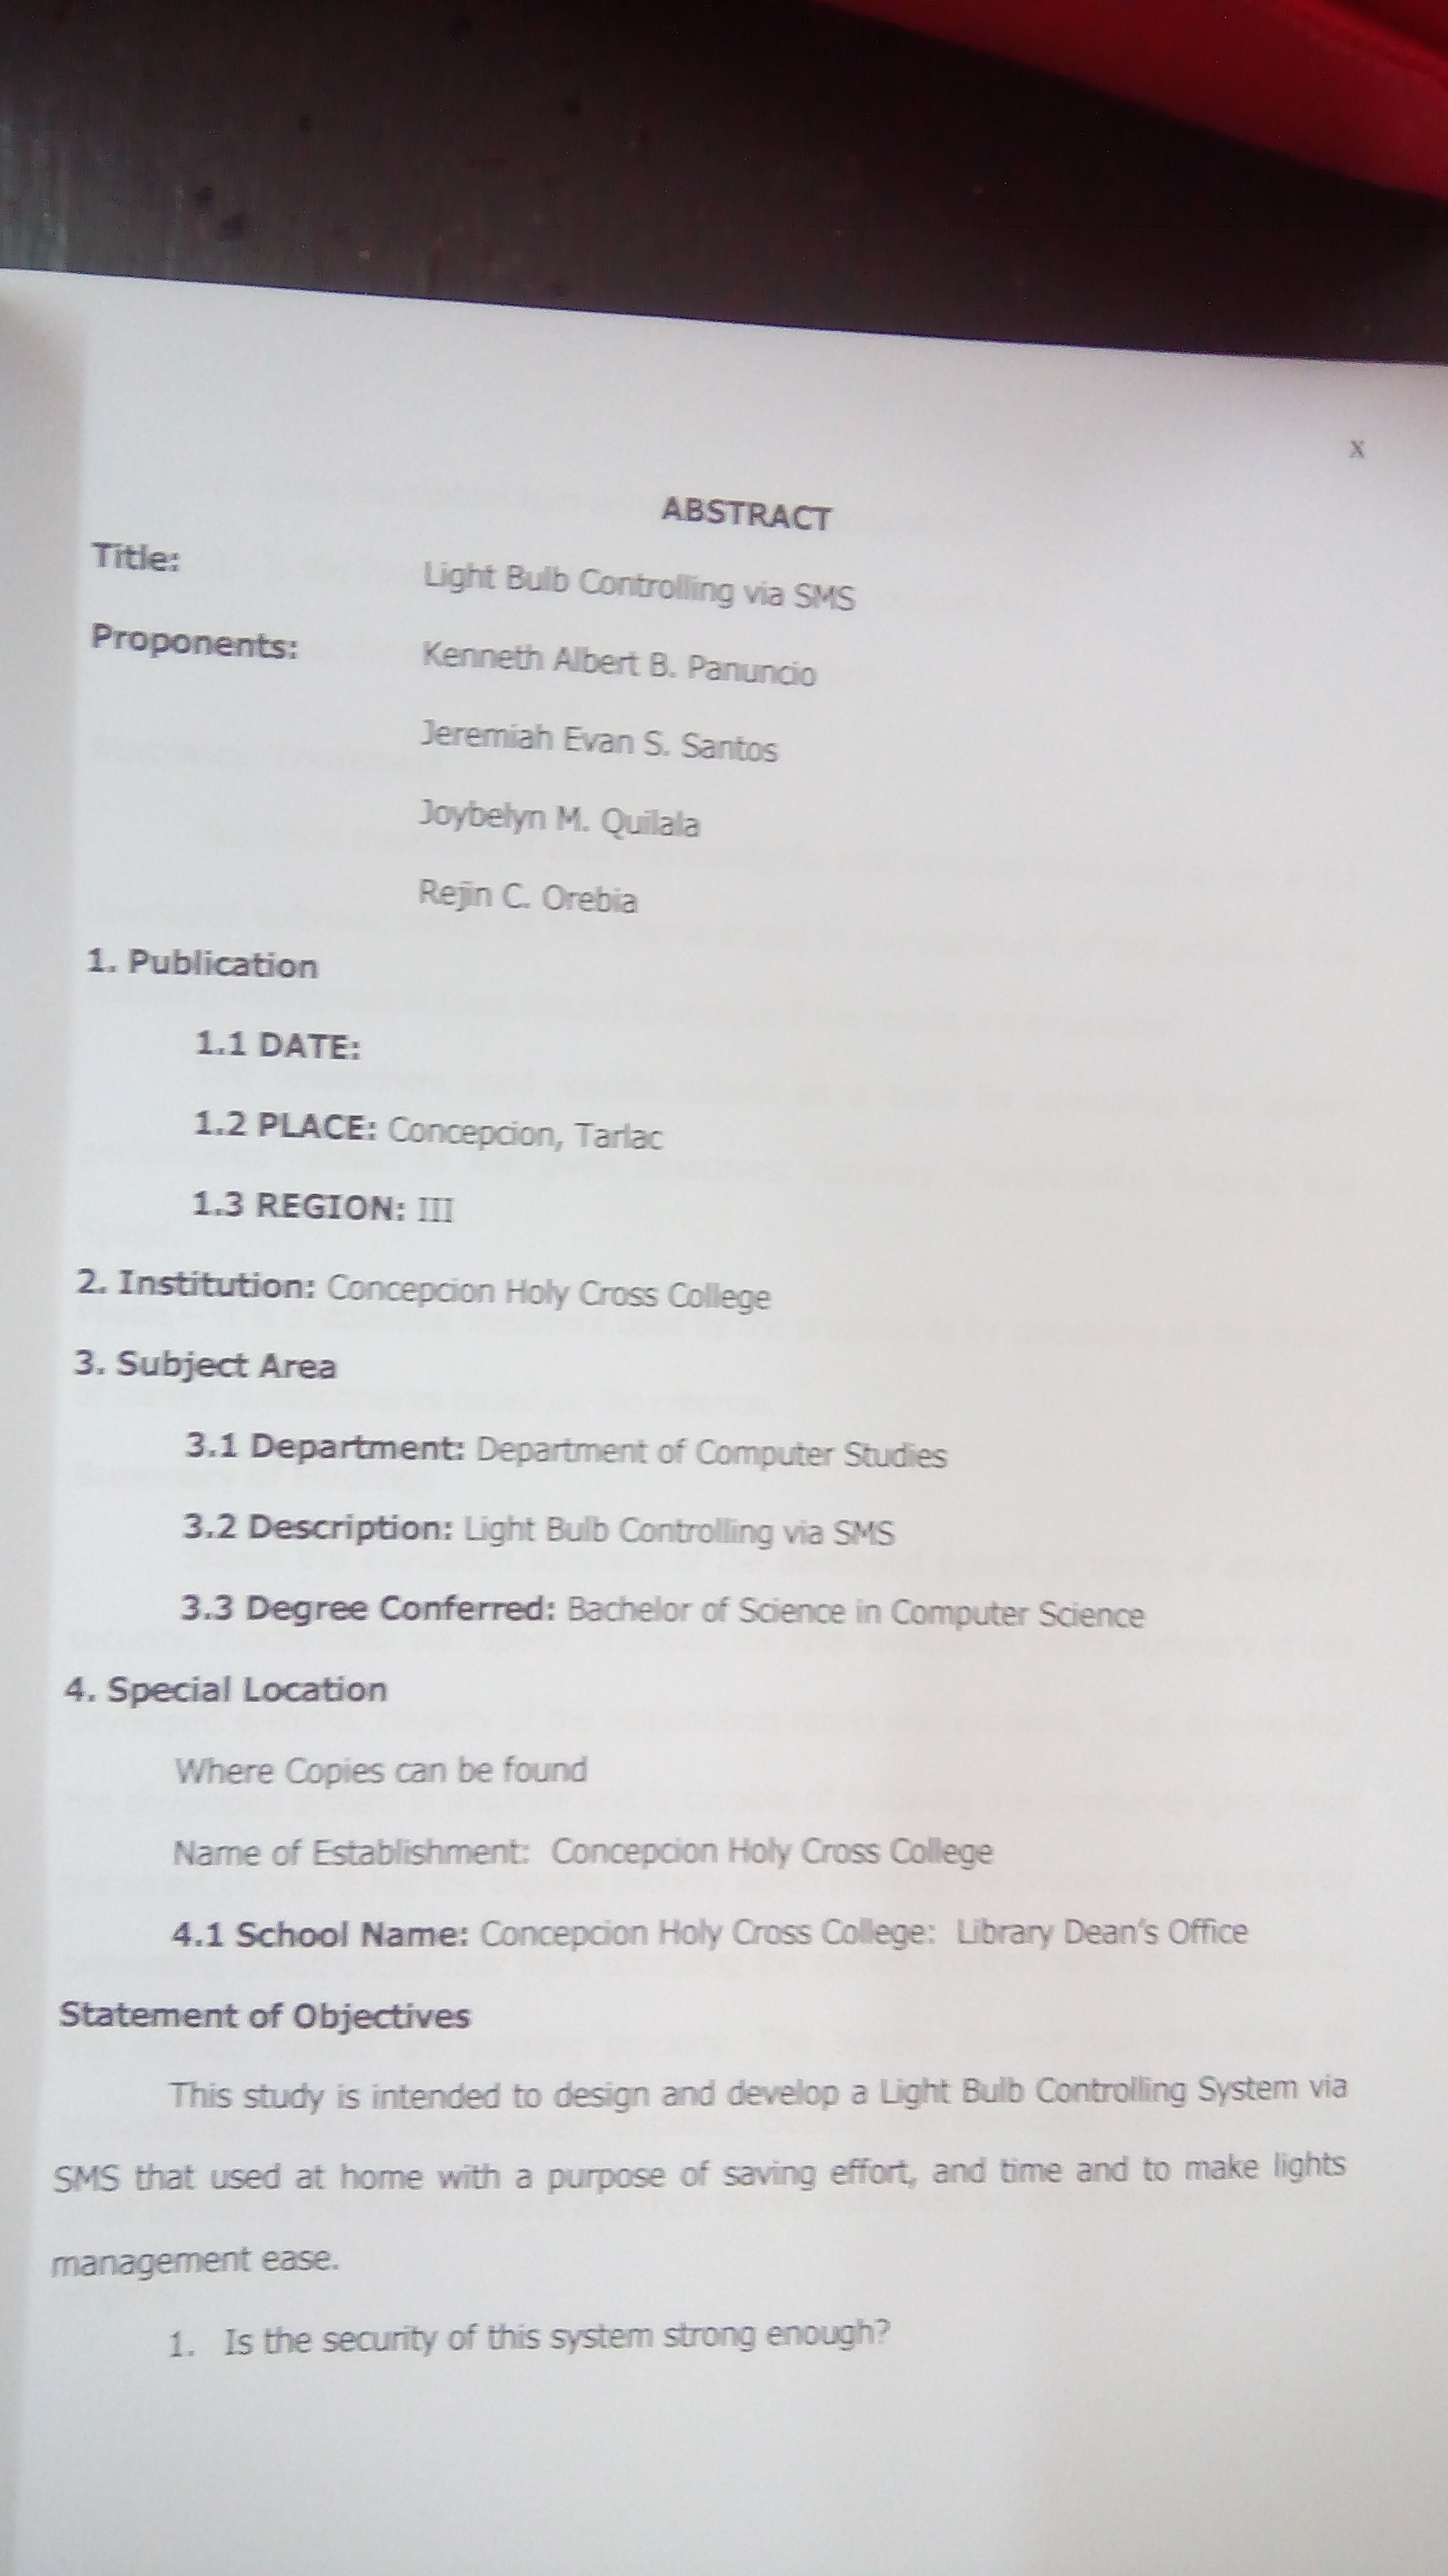 x
ABSTRACT
Title: Light Bulb Controlling via SMS
Proponents: Kenneth Albert B. Panuncio
Jeremiah Evan S. Santos
Joybelyn M. Quilala
Rejin C. Orebia
1. Publication
1.1 DATE:
1.2 PLACE: Concepcion, Tarlac
1.3 REGION: III
2. Institution: Concepcion Holy Cross College
3. Subject Area
3.1 Department: Department of Computer Studies
3.2 Description: Light Bulb Controlling via SMS
3.3 Degree Conferred: Bachelor of Science in Computer Science
4. Special Location
Where Copies can be found
Name of Establishment: Concepcion Holy Cross College
4.1 School Name: Concepcion Holy Cross College: Library Dean's Office
Statement of Objectives
This study is intended to design and develop a Light Bulb Controlling System via
SMS that used at home with a purpose of saving effort, and time and to make lights
management ease.
1. Is the security of this system strong enough?